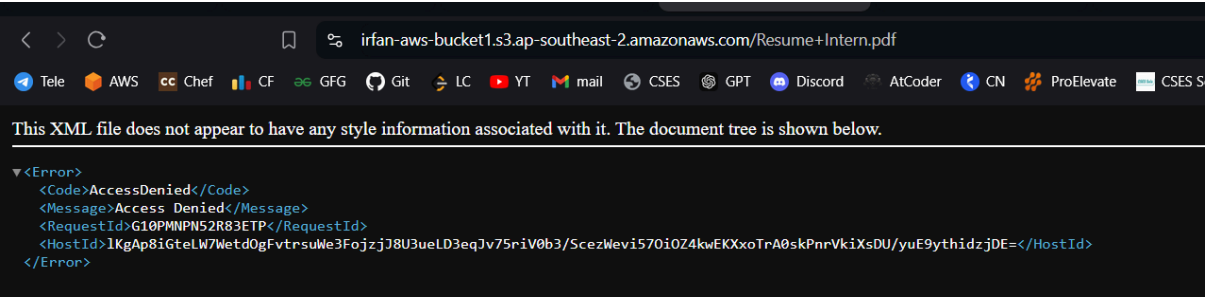 irfan-aws-bucket1.s3.ap-southeast-2.amazonaws.com/Resume+Intern.pdf
Tele AWS CC Chef CF GFG Git LC YT mail CSES GPT Discord AtCoder CN ProElevate CSES S
This XML file does not appear to have any style information associated with it. The document tree is shown below.
▼<Error>
<Code>AccessDenied</Code>
<Message>Access Denied</Message>
<RequestId>G10PMNPN52R83ETP</RequestId>
<HostId>lKgAp8iGteLW7WetdOgFvtrsuWe3FojzjJ8U3ueLD3eqJv75riV0b3/ScezWevi57OiOZ4kwEKXxoTrA0skPnrVkiXsDU/yuE9ythidzjDE=</HostId>
</Error>